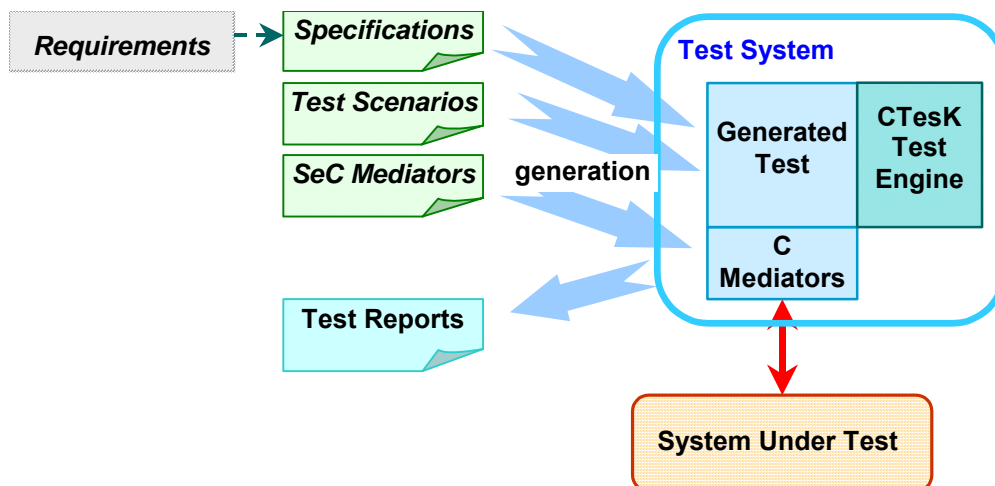 Requirements
Specifications
Test Scenarios
SeC Mediators
generation
Test Reports
Test System
Generated
Test
CTesK
Test
Engine
C
Mediators
System Under Test